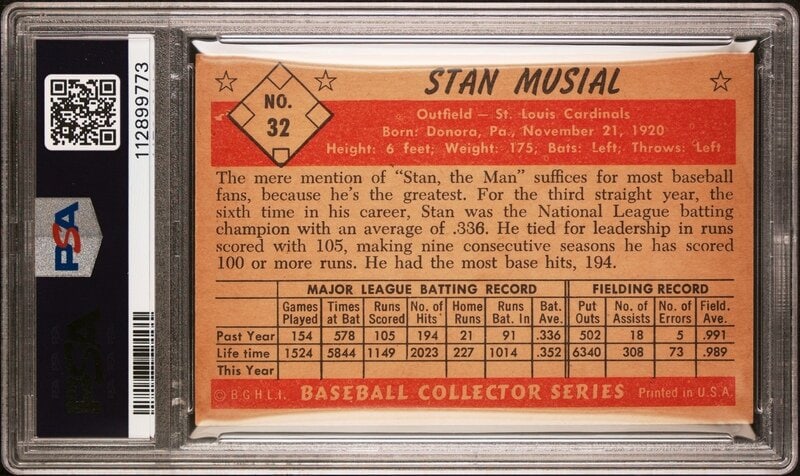 PSA
112899773
STAN MUSIAL
NO.
32
Outfield — St. Louis Cardinals
Born: Donora, Pa., November 21, 1920
Height: 6 feet; Weight: 175; Bats: Left; Throws: Left
The mere mention of "Stan, the Man" suffices for most baseball
fans, because he's the greatest. For the third straight year, the
sixth time in his career, Stan was the National League batting
champion with an average of .336. He tied for leadership in runs
scored with 105, making nine consecutive seasons he has scored
100 or more runs. He had the most base hits, 194.
MAJOR LEAGUE BATTING RECORD FIELDING RECORD
Games Times Runs No. of Home Runs Bat. Put No. of No. of Field.
Played at Bat Scored Hits Runs Bat. In Ave. Outs Assists Errors Ave.
Past Year 154 578 105 194 21 91 .336 502 18 5 .991
Life time 1524 5844 1149 2023 227 1014 .352 6340 308 73 .989
This Year
© B.G.H.L.I. BASEBALL COLLECTOR SERIES Printed in U.S.A.